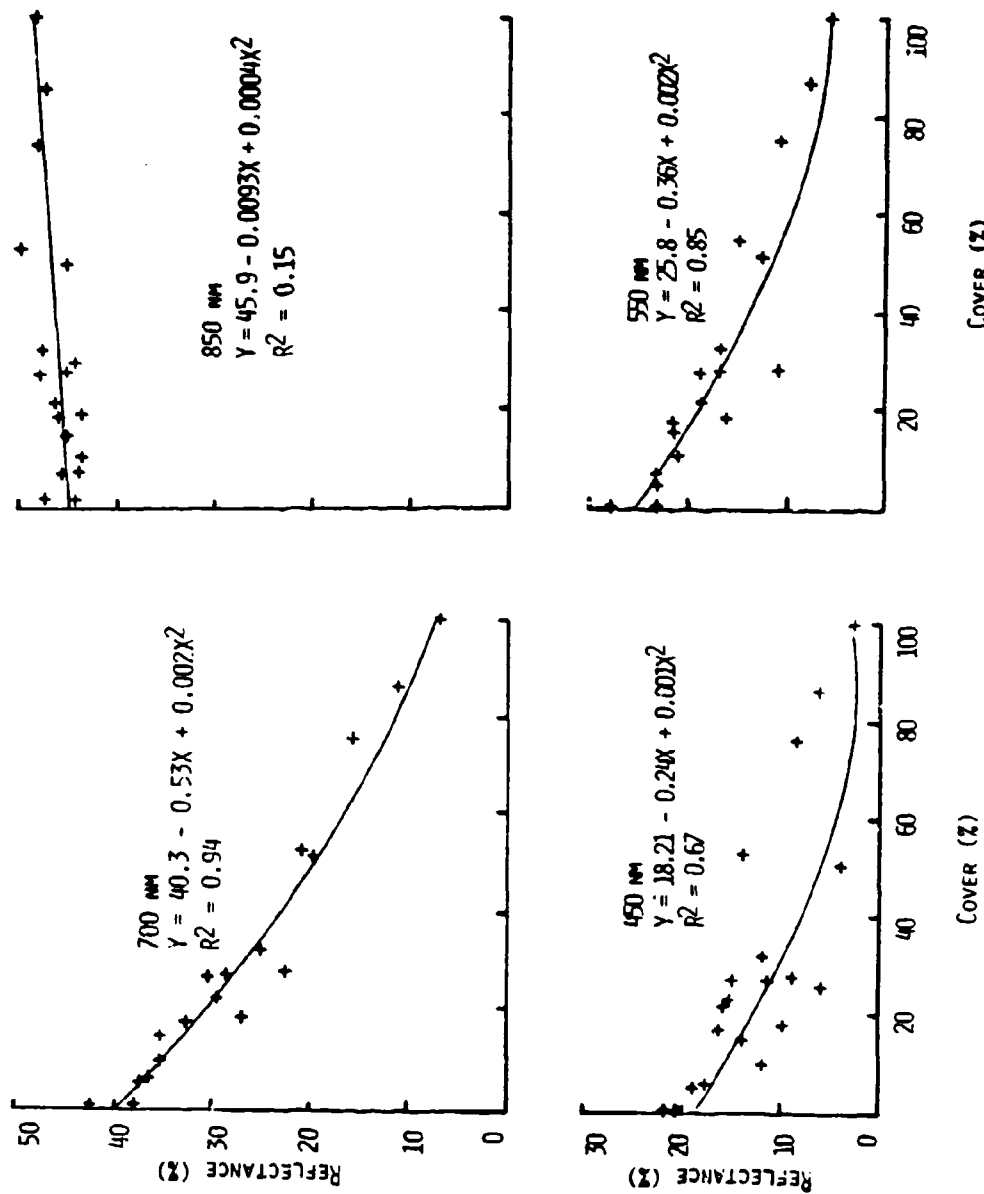 50
40
30
20
10
0
REFLECTANCE (%)
700 NM
Y = 40.3 - 0.53X + 0.002X²
R² = 0.94
850 NM
Y = 45.9 - 0.0093X + 0.0004X²
R² = 0.15
30
20
10
0
REFLECTANCE (%)
450 NM
Y = 18.21 - 0.24X + 0.001X²
R² = 0.67
20 40 60 80 100
COVER (%)
550 NM
Y = 25.8 - 0.36X + 0.002X²
R² = 0.85
20 40 60 80 100
COVER (%)